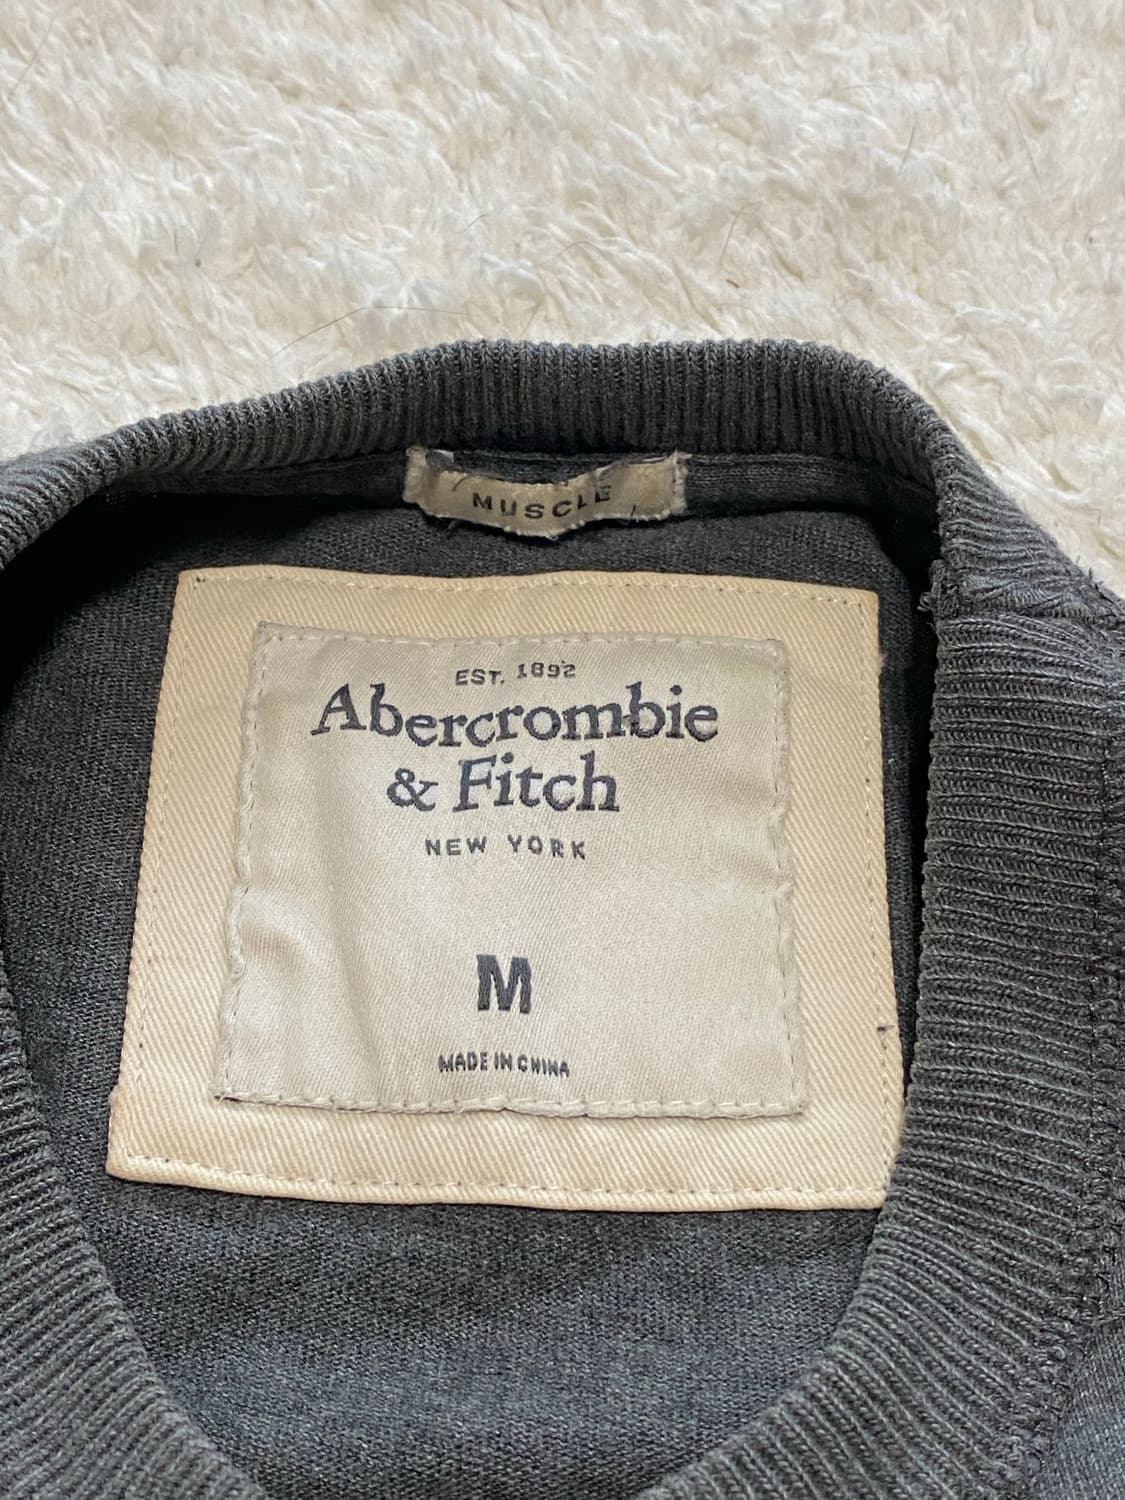 MUSCLE
EST. 1892
Abercrombie
& Fitch
NEW YORK
M
MADE IN CHINA